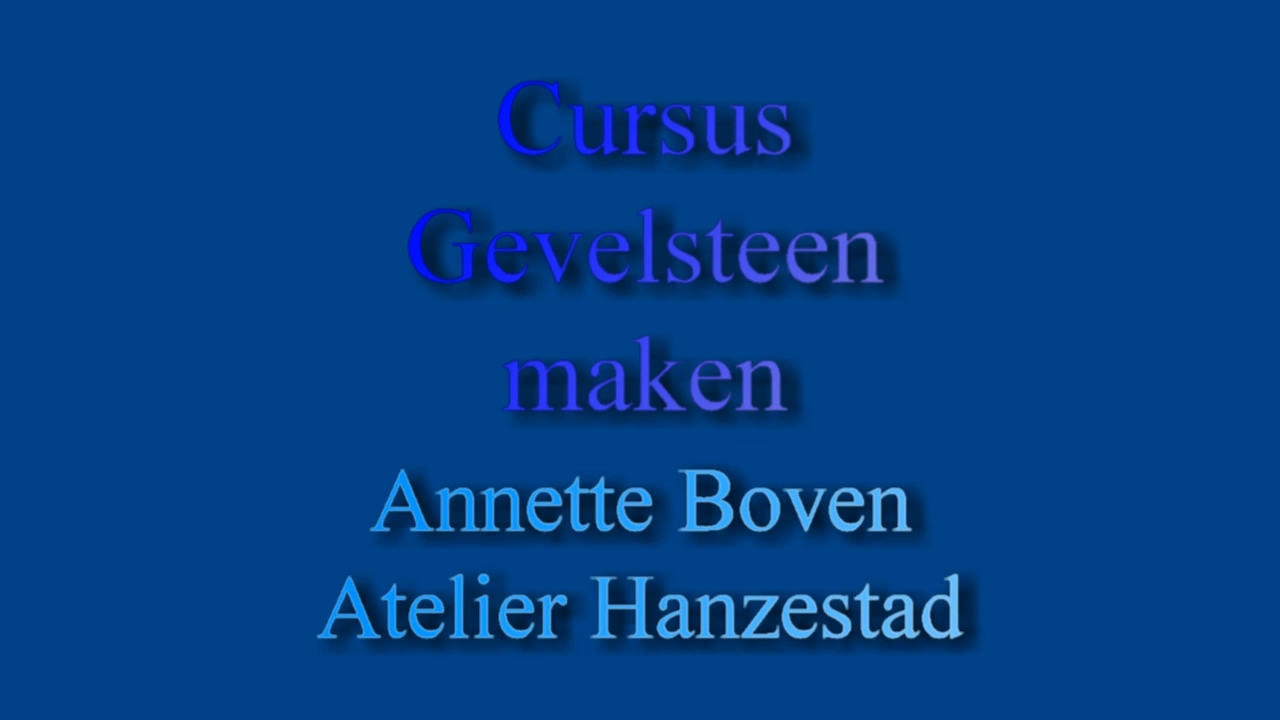 Cursus
Gevelsteen
maken
Annette Boven
Atelier Hanzestad